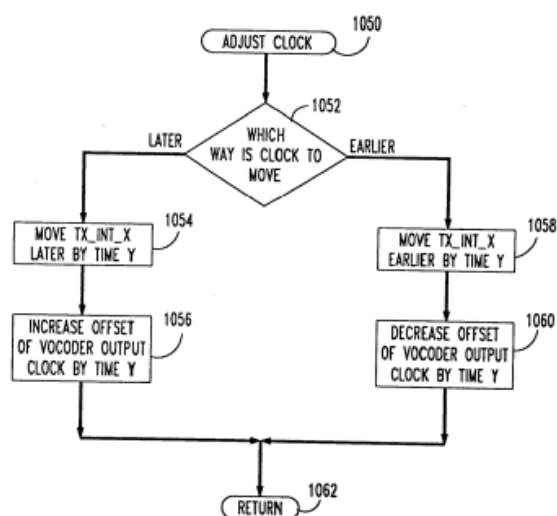 ADJUST CLOCK
1050
1052
WHICH
WAY IS CLOCK TO
MOVE
LATER
EARLIER
MOVE TX_INT_X
LATER BY TIME Y
1054
MOVE TX_INT_X
EARLIER BY TIME Y
1058
INCREASE OFFSET
OF VOCODER OUTPUT
CLOCK BY TIME Y
1056
DECREASE OFFSET
OF VOCODER OUTPUT
CLOCK BY TIME Y
1060
RETURN
1062